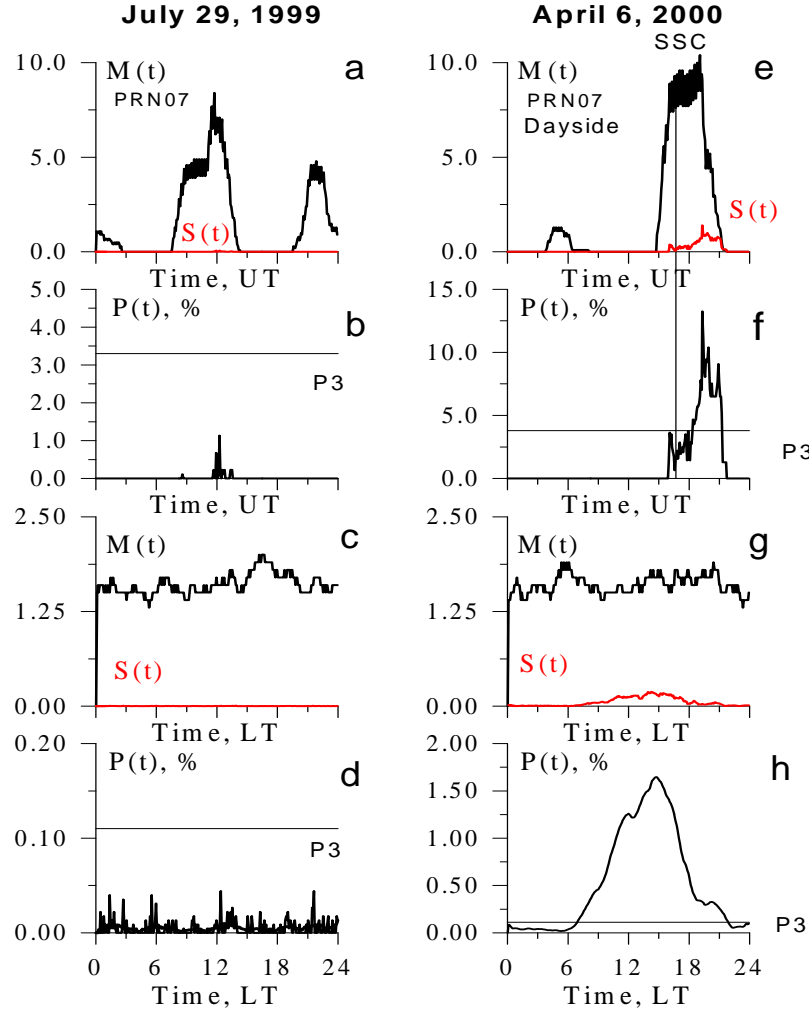 July 29, 1999
April 6, 2000
SSC
10.0
5.0
0.0
M(t)
PRN07
a
S(t)
Time, UT
10.0
5.0
0.0
M(t)
PRN07
Dayside
e
S(t)
Time, UT
5.0
4.0
3.0
2.0
1.0
0.0
P(t), %
b
P3
Time, UT
15.0
10.0
5.0
0.0
P(t), %
f
P3
Time, UT
2.50
1.25
0.00
M(t)
c
S(t)
Time, LT
2.50
1.25
0.00
M(t)
g
S(t)
Time, LT
0.20
0.10
0.00
P(t), %
d
P3
0 6 12 18 24
Time, LT
2.00
1.50
1.00
0.50
0.00
P(t), %
h
P3
0 6 12 18 24
Time, LT